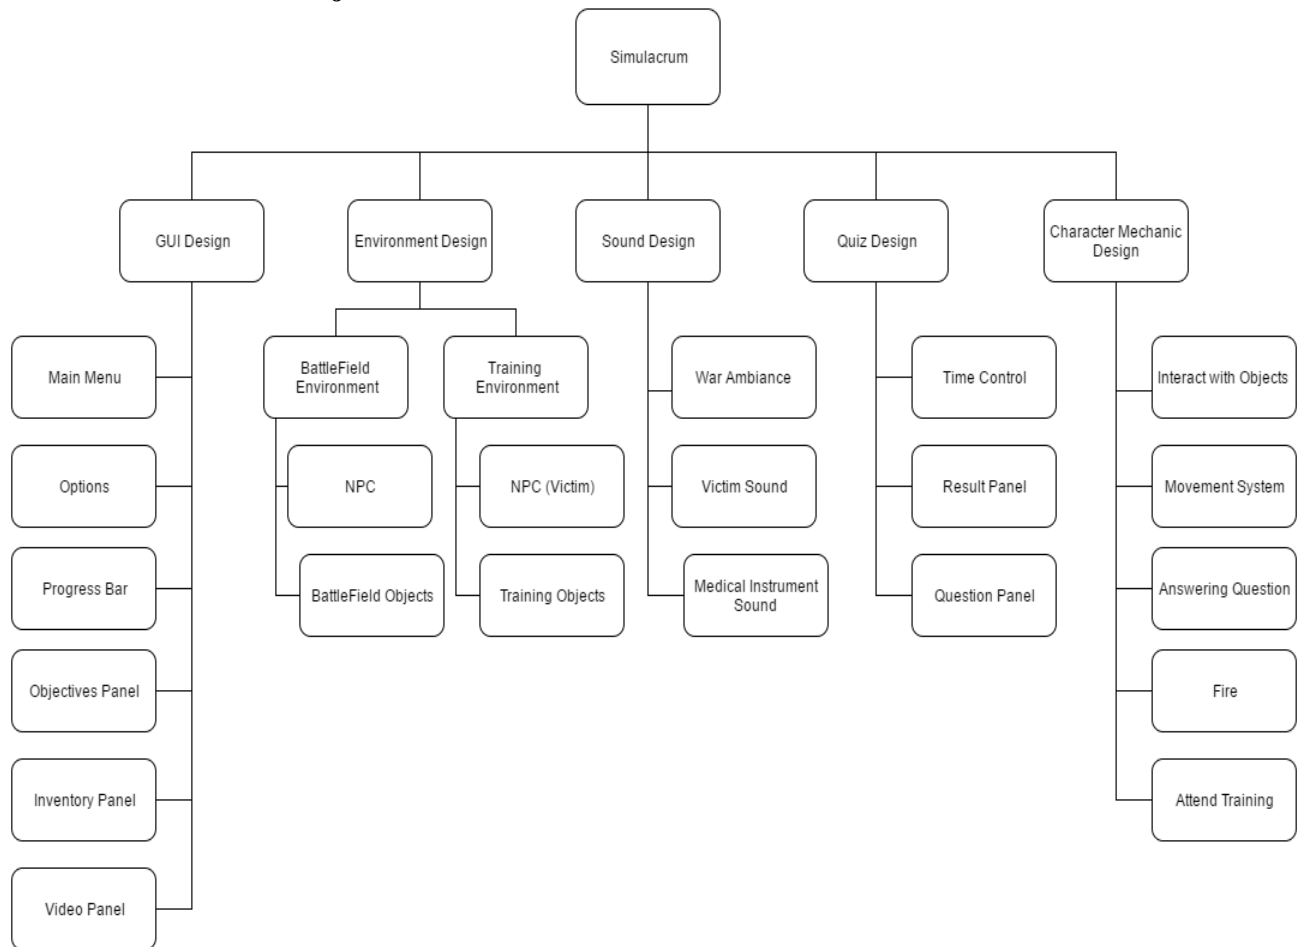 Simulacrum
GUI Design
Environment Design
Sound Design
Quiz Design
Character Mechanic
Design
Main Menu
BattleField
Environment
Training
Environment
War Ambiance
Time Control
Interact with Objects
Options
NPC
NPC (Victim)
Victim Sound
Result Panel
Movement System
Progress Bar
BattleField Objects
Training Objects
Medical Instrument
Sound
Question Panel
Answering Question
Objectives Panel
Fire
Inventory Panel
Attend Training
Video Panel